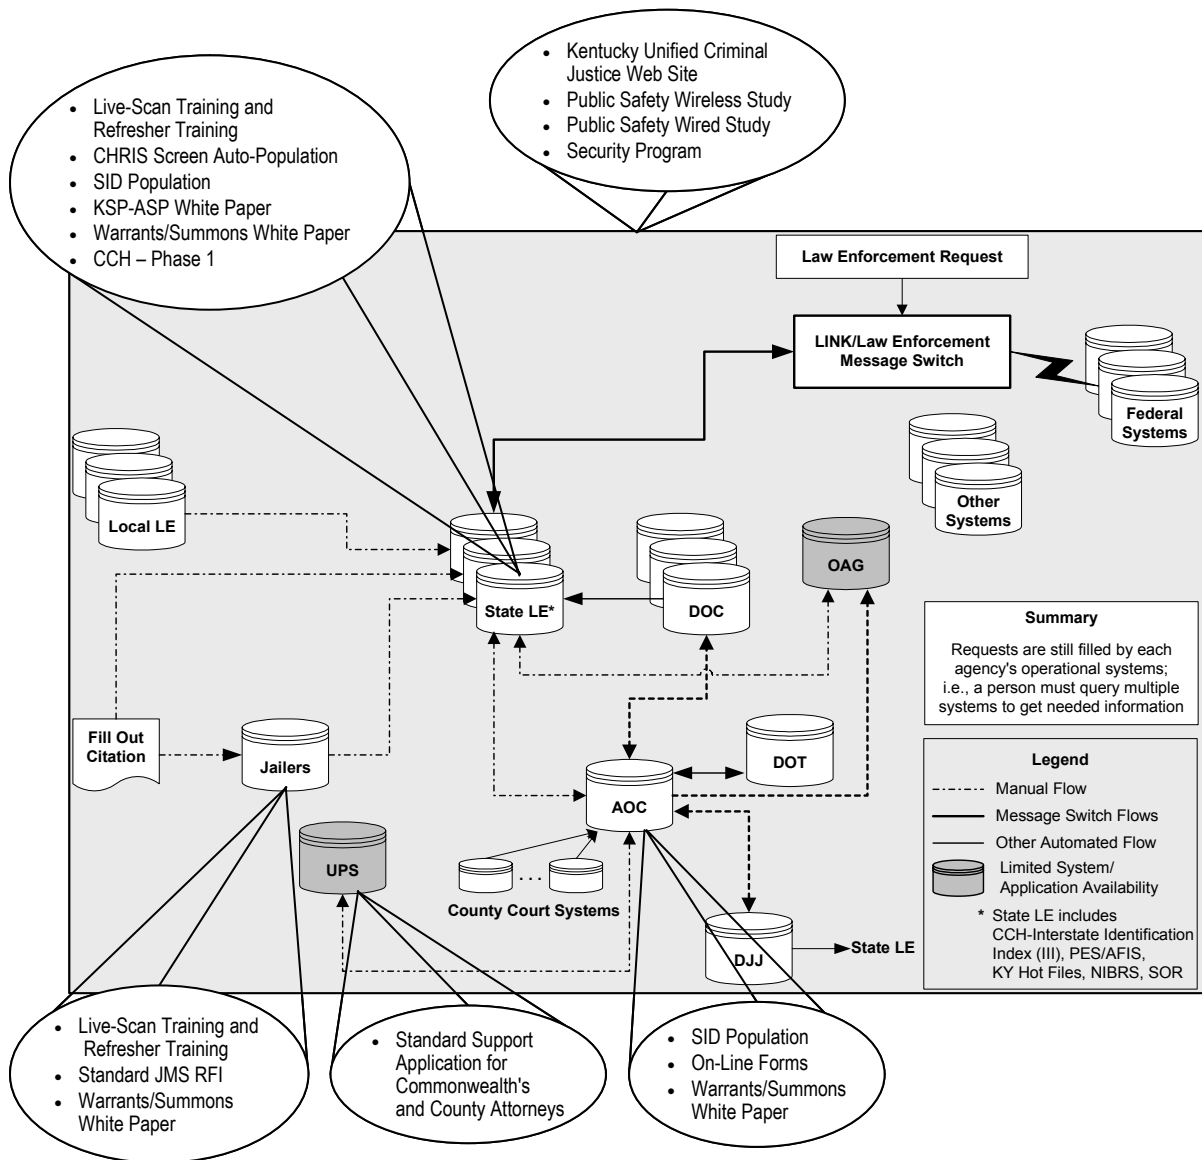 • Kentucky Unified Criminal
Justice Web Site
• Public Safety Wireless Study
• Public Safety Wired Study
• Security Program
• Live-Scan Training and
Refresher Training
• CHRIS Screen Auto-Population
• SID Population
• KSP-ASP White Paper
• Warrants/Summons White Paper
• CCH – Phase 1
Law Enforcement Request
LINK/Law Enforcement
Message Switch
Federal
Systems
Other
Systems
Local LE
State LE*
DOC
OAG
Summary
Requests are still filled by each
agency's operational systems;
i.e., a person must query multiple
systems to get needed information
Fill Out
Citation
Jailers
DOT
AOC
UPS
. . .
County Court Systems
DJJ
State LE
Legend
Manual Flow
Message Switch Flows
Other Automated Flow
Limited System/
Application Availability
* State LE includes
CCH-Interstate Identification
Index (III), PES/AFIS,
KY Hot Files, NIBRS, SOR
• Live-Scan Training and
Refresher Training
• Standard JMS RFI
• Warrants/Summons
White Paper
• Standard Support
Application for
Commonwealth's
and County Attorneys
• SID Population
• On-Line Forms
• Warrants/Summons
White Paper